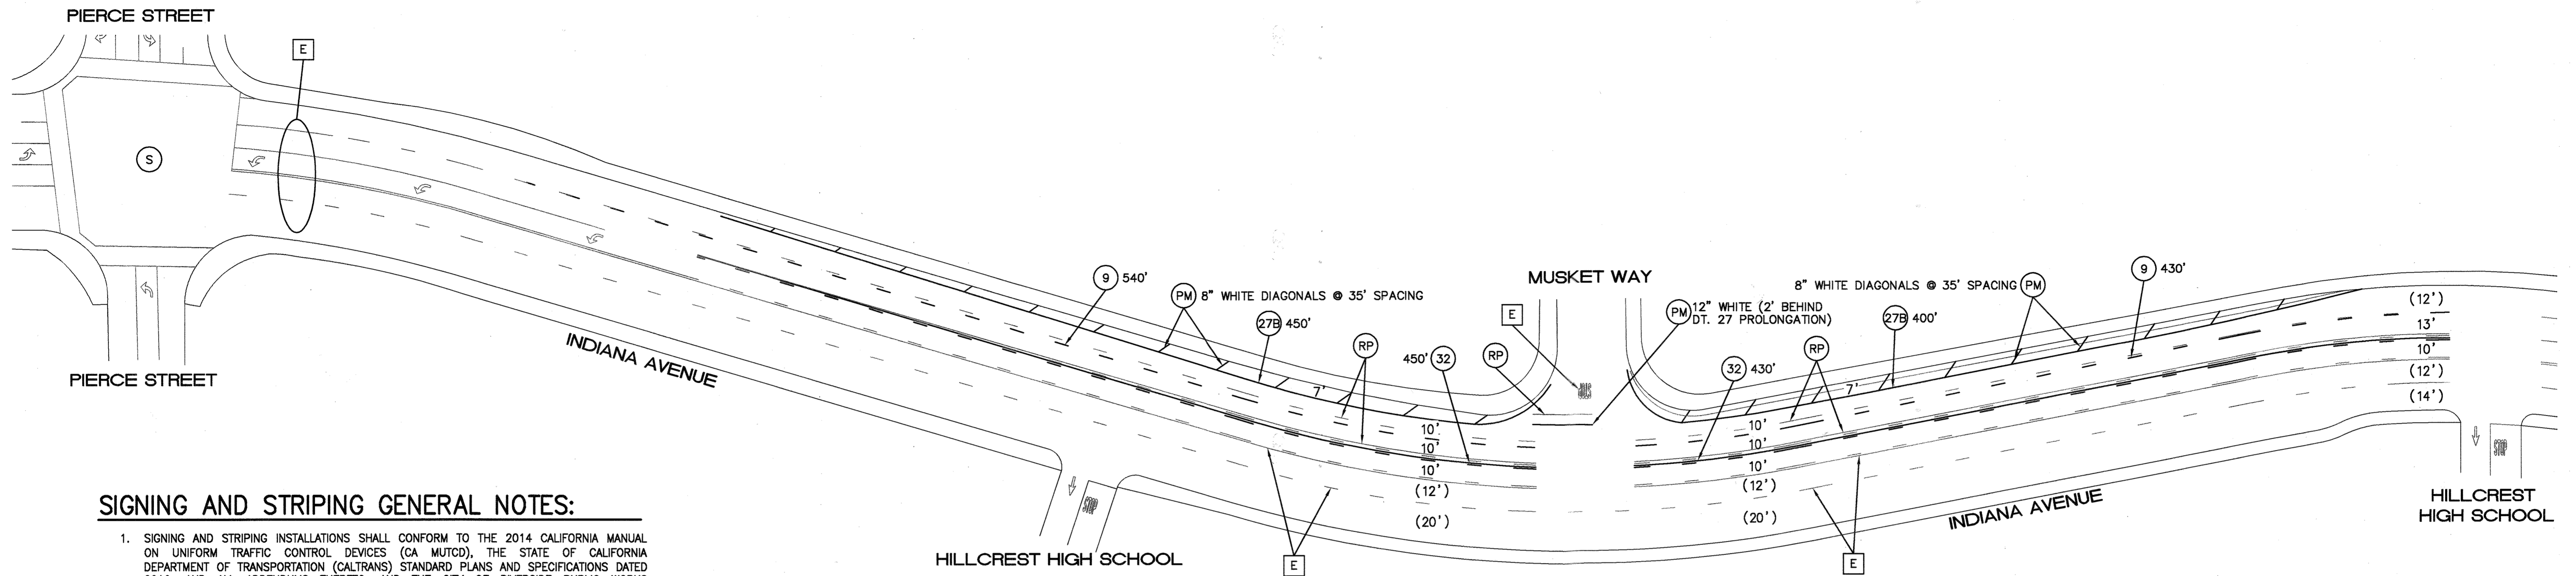 PIERCE STREET
E
S
PIERCE STREET
INDIANA AVENUE
9 540'
PM 8" WHITE DIAGONALS @ 35' SPACING
27B 450'
RP
450' 32
RP
E
MUSKET WAY
PM 12" WHITE (2' BEHIND
DT. 27 PROLONGATION)
8" WHITE DIAGONALS @ 35' SPACING PM
9 430'
27B 400'
RP
32 430'
7'
10'
10'
10'
(12')
(20')
7'
10'
10'
10'
(12')
(20')
(12')
13'
10'
(12')
(14')
STOP
STOP
HILLCREST HIGH SCHOOL
E
E
INDIANA AVENUE
HILLCREST
HIGH SCHOOL
SIGNING AND STRIPING GENERAL NOTES:
1. SIGNING AND STRIPING INSTALLATIONS SHALL CONFORM TO THE 2014 CALIFORNIA MANUAL
ON UNIFORM TRAFFIC CONTROL DEVICES (CA MUTCD), THE STATE OF CALIFORNIA
DEPARTMENT OF TRANSPORTATION (CALTRANS) STANDARD PLANS AND SPECIFICATIONS DATED